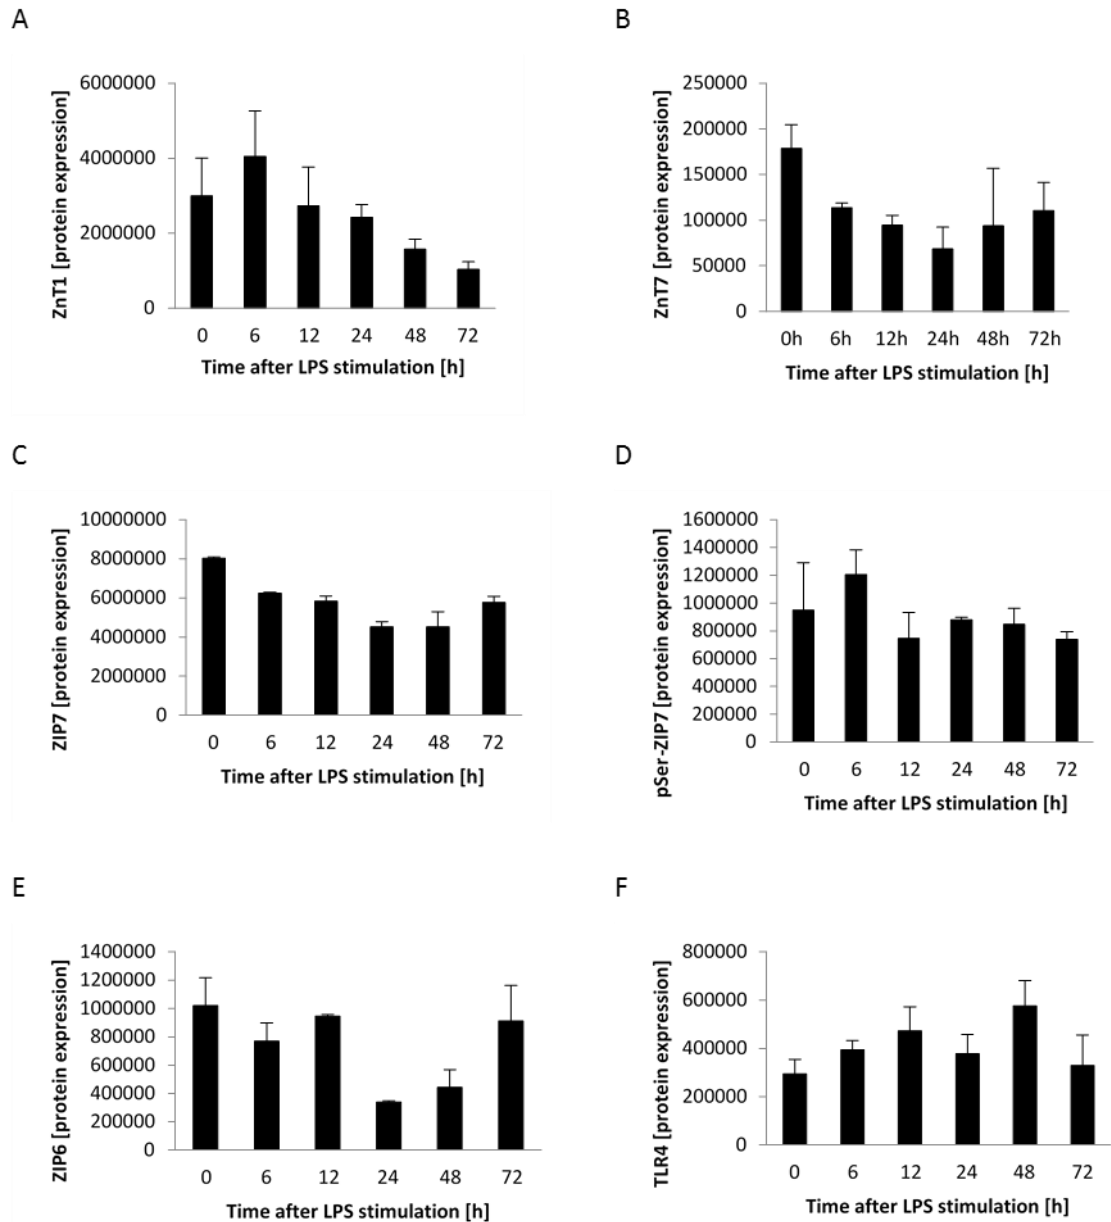 A
ZnT1 [protein expression]
6000000
4000000
2000000
0
0 6 12 24 48 72
Time after LPS stimulation [h]
B
ZnT7 [protein expression]
250000
200000
150000
100000
50000
0
0h 6h 12h 24h 48h 72h
Time after LPS stimulation [h]
C
ZIP7 [protein expression]
10000000
8000000
6000000
4000000
2000000
0
0 6 12 24 48 72
Time after LPS stimulation [h]
D
pSer-ZIP7 [protein expression]
1600000
1400000
1200000
1000000
800000
600000
400000
200000
0
0 6 12 24 48 72
Time after LPS stimulation [h]
E
ZIP6 [protein expression]
1400000
1200000
1000000
800000
600000
400000
200000
0
0 6 12 24 48 72
Time after LPS stimulation [h]
F
TLR4 [protein expression]
800000
600000
400000
200000
0
0 6 12 24 48 72
Time after LPS stimulation [h]